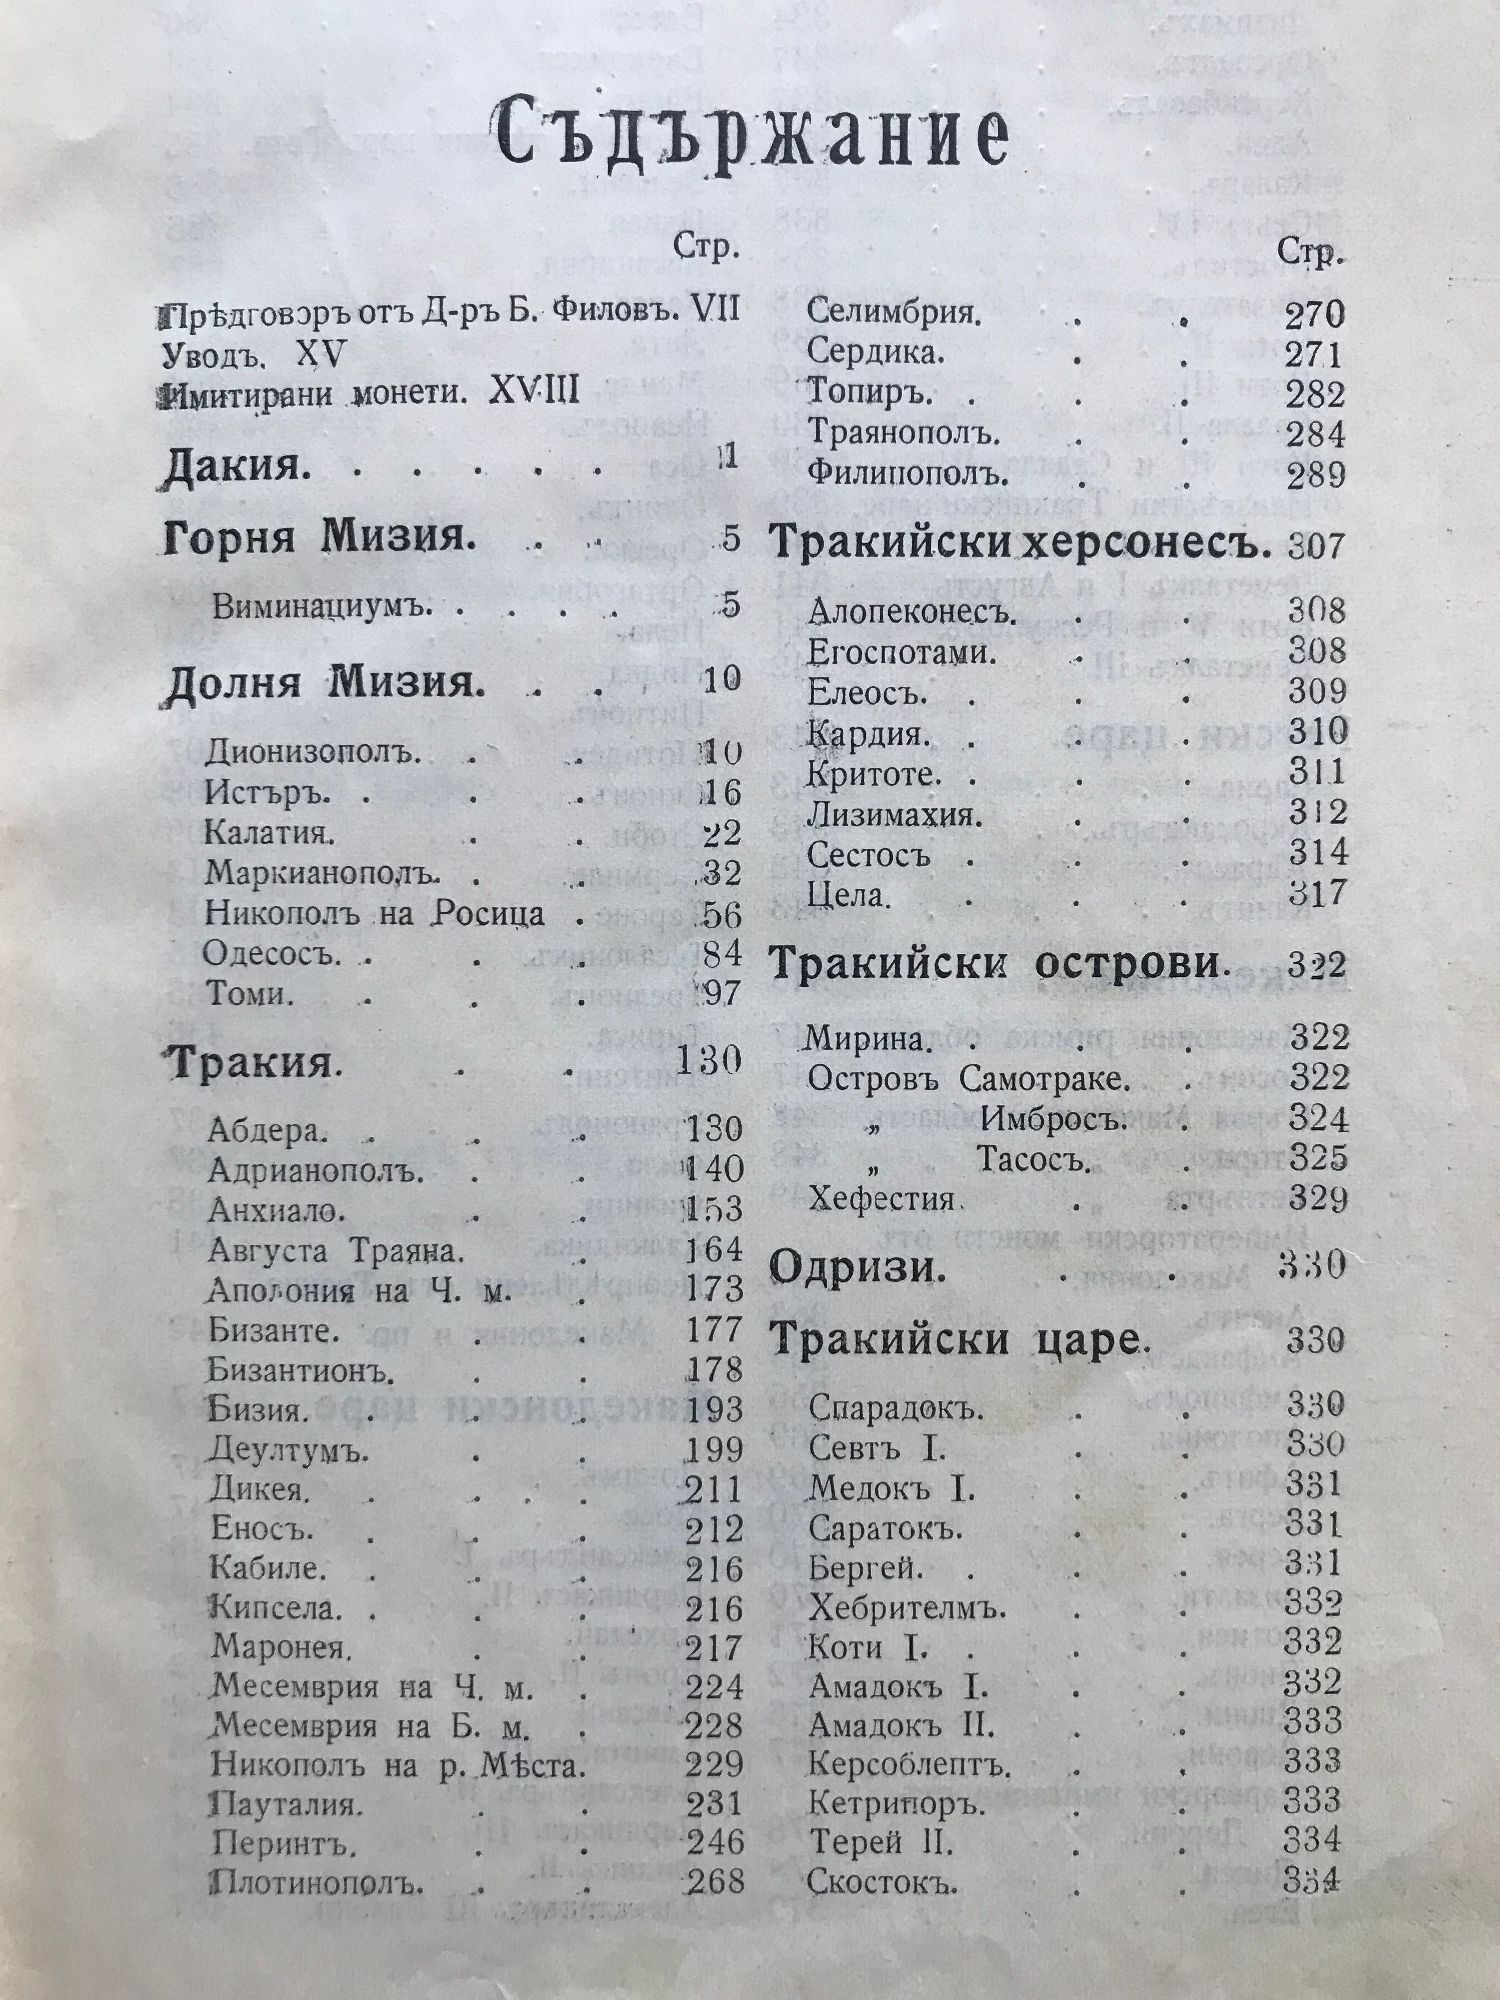 Съдържание
Стр.
Прѣдговоръ отъ Д-ръ Б. Филовъ. VII
Уводъ. XV
Имитирани монети. XVIII
Дакия. . . . . . 1
Горня Мизия. . . 5
Виминациумъ. . . . . 5
Долня Мизия. . . 10
Дионизополъ. . . 10
Истъръ. . . . 16
Калатия. . . 22
Маркианополъ. . . 32
Никополъ на Росица . 56
Одесосъ. . . . 84
Томи. . . . 97
Тракия. . . 130
Абдера. . . . 130
Адрианополъ. . . 140
Анхиало. . . 153
Августа Траяна. . 164
Аполония на Ч. м. . 173
Бизанте. . . 177
Бизантионъ. . . 178
Бизия. . . . 193
Деултумъ. . . 199
Дикея. . . . 211
Еносъ. . . . 212
Кабиле. . . . 216
Кипсела. . . . 216
Маронея. . . 217
Месемврия на Ч. м. . 224
Месемврия на Б. м. . 228
Никополъ на р. Мѣста. 229
Пауталия. . . 231
Перинтъ. . . 246
Плотинополъ. . . 268
Стр.
Селимбрия. . . 270
Сердика. . . 271
Топиръ. . . . 282
Траянополъ. . . 284
Филипополъ. . . 289
Тракийски херсонесъ. 307
Алопеконесъ. . . 308
Егоспотами. . . 308
Елеосъ. . . 309
Кардия. . . . 310
Критоте. . . . 311
Лизимахия. . . 312
Сестосъ . . . 314
Цела. . . . 317
Тракийски острови. 322
Мирина. . . . 322
Островъ Самотраке. . 322
„ Имбросъ. . 324
„ Тасосъ. . 325
Хефестия. . . 329
Одризи. . . 330
Тракийски царе. 330
Спарадокъ. . . 330
Севтъ I. . . 330
Медокъ I. . . 331
Саратокъ. . . 331
Бергей. . . . 331
Хебрителмъ. . . 332
Коти I. . . . 332
Амадокъ I. . . 332
Амадокъ II. . . 333
Керсоблептъ. . . 333
Кетрипоръ. . . 333
Терей II. . . 334
Скостокъ. . . 334